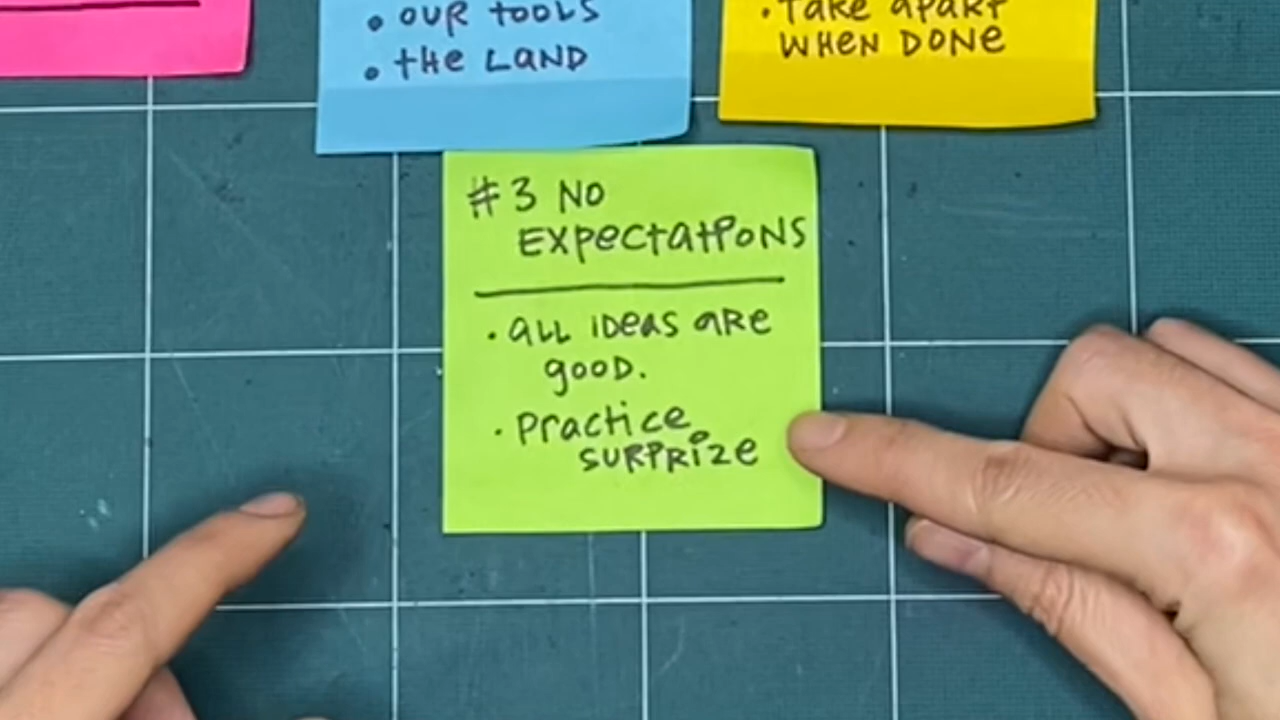 • OUR TOOLS
• THE LAND
• TAKE APART
WHEN DONE
#3 NO
EXPECTATIONS
• ALL IDEAS ARE
GOOD.
• PRACTICE
SURPRIZE